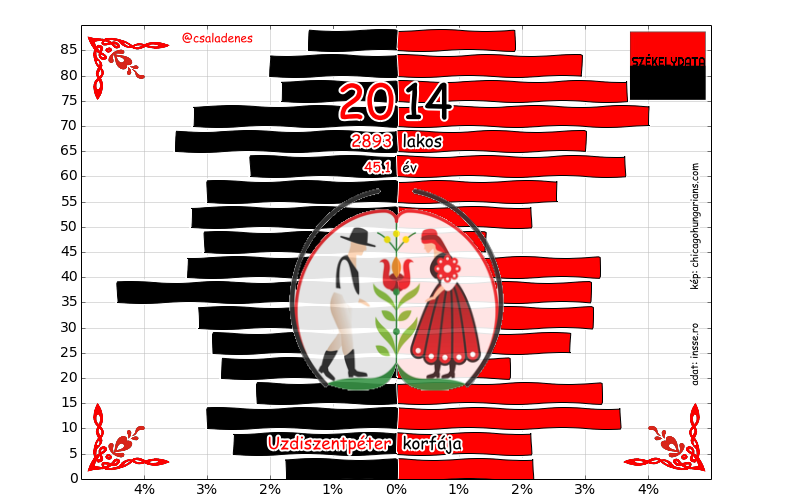 @csaladenes
SZÉKELYDATA
2014
2893 lakos
45.1 év
kép: chicagohungarians.com
adat: insse.ro
Uzdiszentpéter korfája
85
80
75
70
65
60
55
50
45
40
35
30
25
20
15
10
5
0
4% 3% 2% 1% 0% 1% 2% 3% 4%